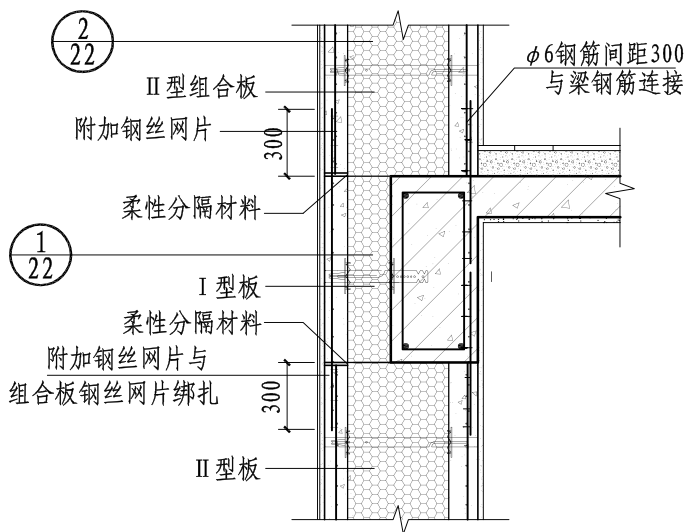 2
22
φ6钢筋间距300
与梁钢筋连接
Ⅱ型组合板
附加钢丝网片
300
柔性分隔材料
1
22
Ⅰ型板
柔性分隔材料
附加钢丝网片与
组合板钢丝网片绑扎
300
Ⅱ型板